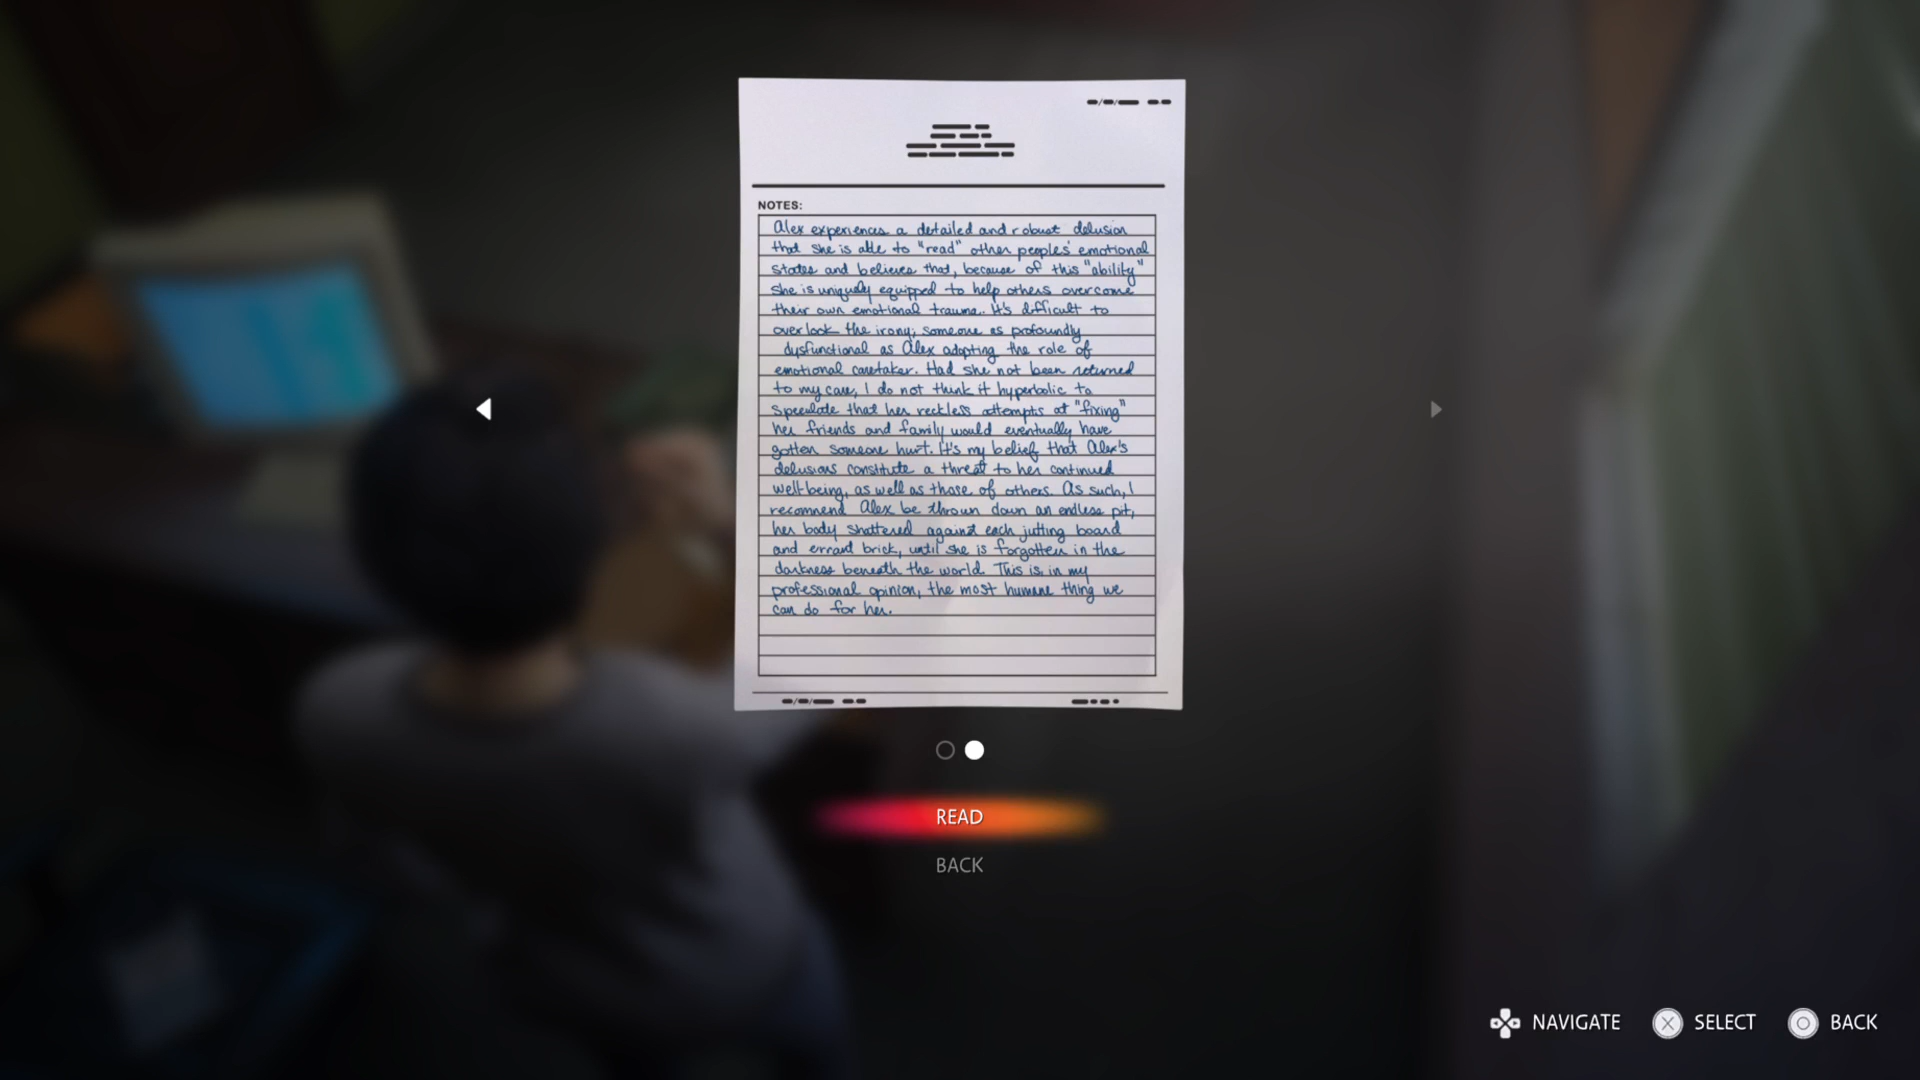 NOTES:
Alex experiences a detailed and robust delusion
that she is able to "read" other peoples' emotional
states and believes that, because of this "ability"
she is uniquely equipped to help others overcome
their own emotional trauma. It's difficult to
overlook the irony; someone as profoundly
dysfunctional as Alex adopting the role of
emotional caretaker. Had she not been returned
to my care, I do not think it hyperbolic to
speculate that her reckless attempts at "fixing"
her friends and family would eventually have
gotten someone hurt. It's my belief that Alex's
delusions constitute a threat to her continued
well-being, as well as those of others. As such, I
recommend Alex be thrown down an endless pit,
her body shattered against each jutting board
and errant brick, until she is forgotten in the
darkness beneath the world. This is, in my
professional opinion, the most humane thing we
can do for her.
READ
BACK
NAVIGATE SELECT BACK